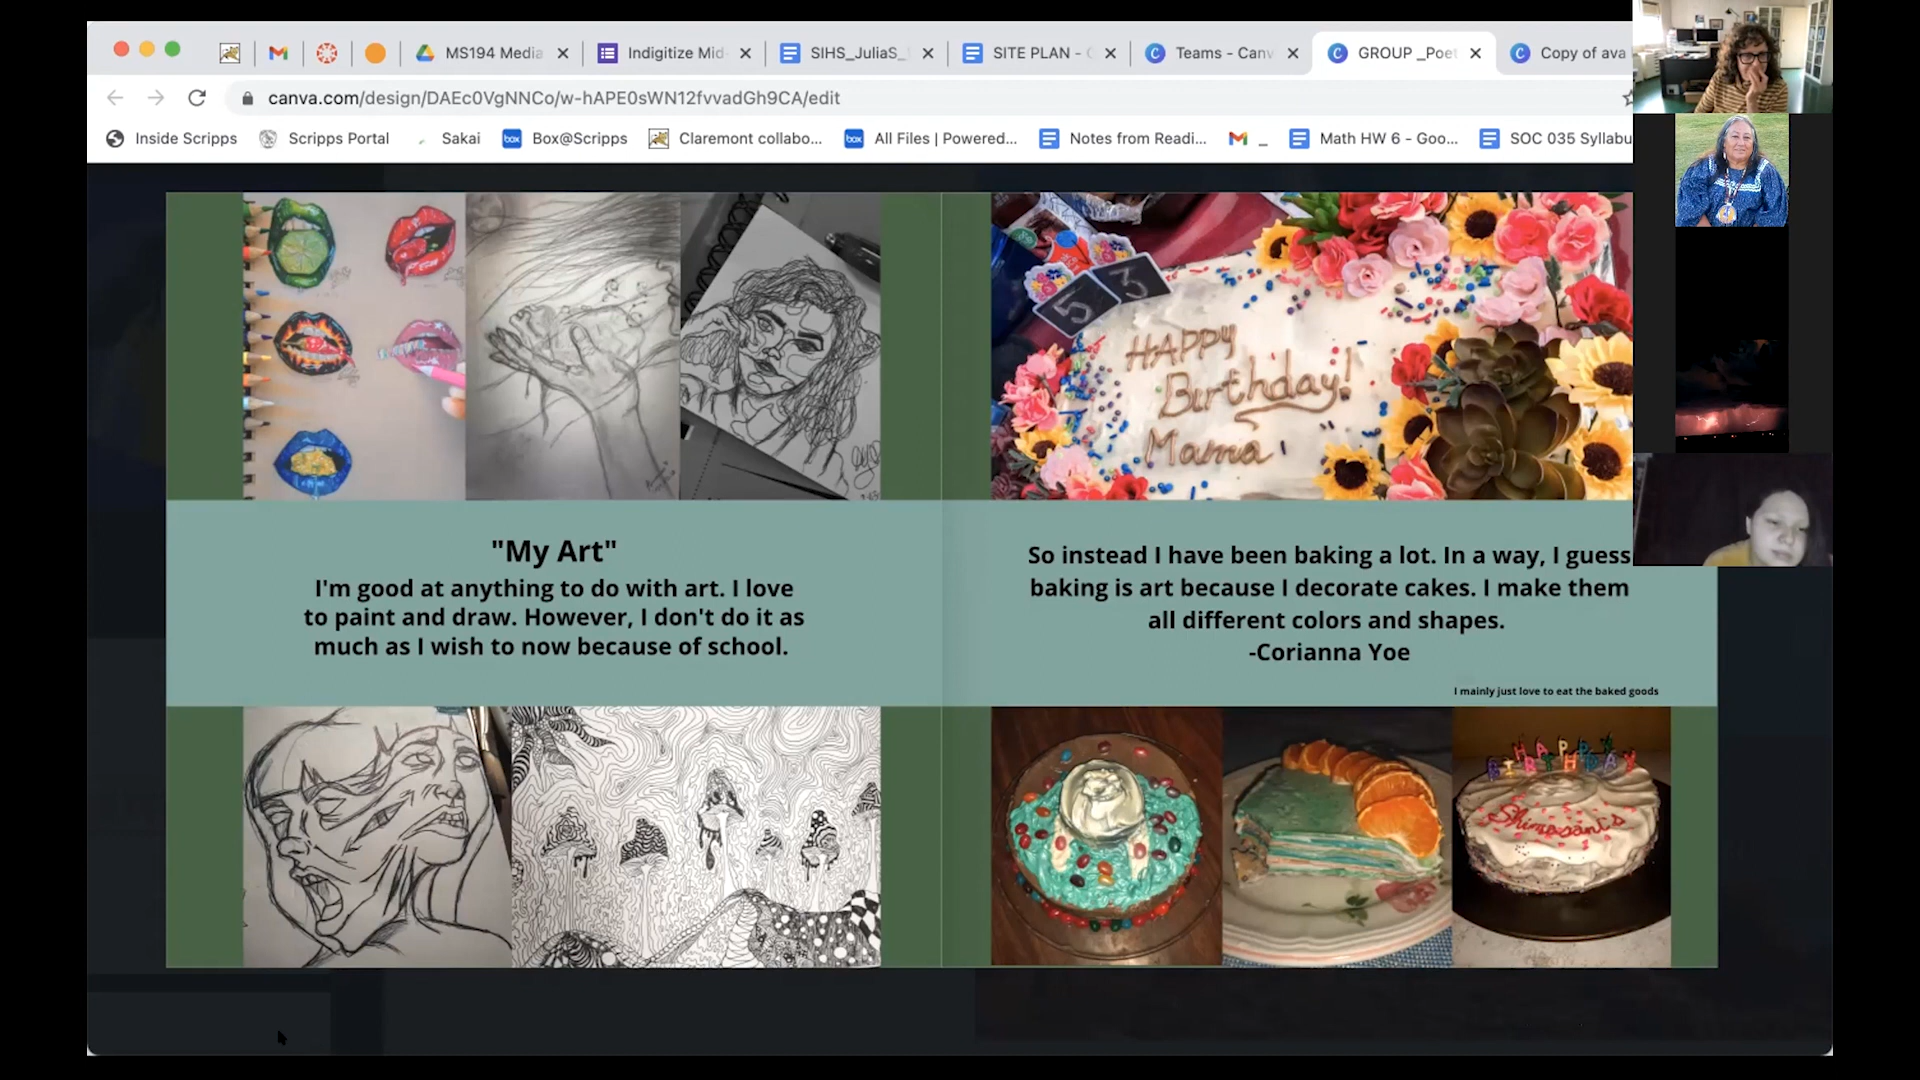 MS194 Media
Indigitize Mid-
SIHS_JuliaS_
SITE PLAN -
Teams - Canv
GROUP _Poet
Copy of ava
canva.com/design/DAEc0VgNNCo/w-hAPE0sWN12fvvadGh9CA/edit
Inside Scripps
Scripps Portal
Sakai
Box@Scripps
Claremont collabo...
All Files | Powered...
Notes from Readi...
_
Math HW 6 - Goo...
SOC 035 Syllabu
53
HAPPY
Birthday!
Mama
"My Art"
I'm good at anything to do with art. I love
to paint and draw. However, I don't do it as
much as I wish to now because of school.
So instead I have been baking a lot. In a way, I guess
baking is art because I decorate cakes. I make them
all different colors and shapes.
-Corianna Yoe
I mainly just love to eat the baked goods
HAPPY
BIRTHDAY
Shimasani's